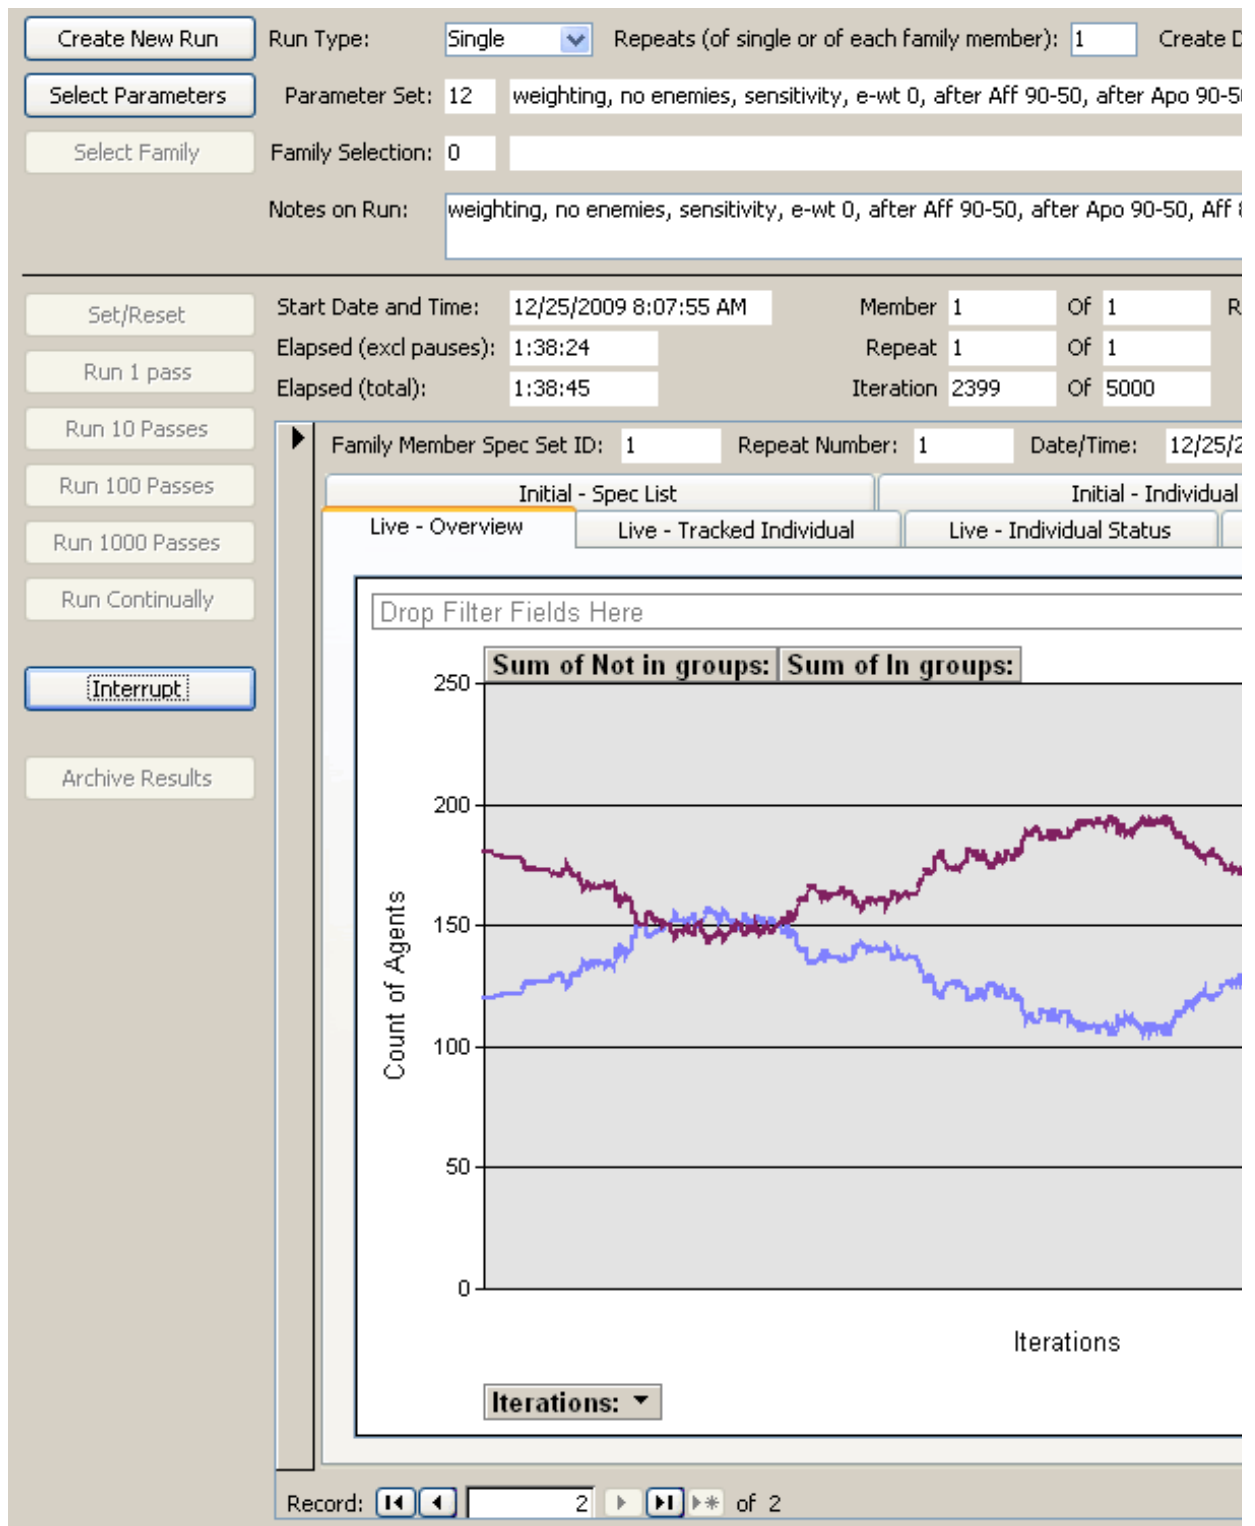 Create New Run Run Type: Single Repeats (of single or of each family member): 1 Create D
Select Parameters Parameter Set: 12 weighting, no enemies, sensitivity, e-wt 0, after Aff 90-50, after Apo 90-5
Select Family Family Selection: 0
Notes on Run: weighting, no enemies, sensitivity, e-wt 0, after Aff 90-50, after Apo 90-50, Aff
Set/Reset Start Date and Time: 12/25/2009 8:07:55 AM Member 1 Of 1 R
Elapsed (excl pauses): 1:38:24 Repeat 1 Of 1
Run 1 pass
Elapsed (total): 1:38:45 Iteration 2399 Of 5000
Run 10 Passes
Family Member Spec Set ID: 1 Repeat Number: 1 Date/Time: 12/25/2
Run 100 Passes Initial - Spec List Initial - Individual
Live - Overview Live - Tracked Individual Live - Individual Status
Run 1000 Passes
Run Continually
Drop Filter Fields Here
Interrupt
Sum of Not in groups: Sum of In groups:
250
Archive Results
200
150
100
50
0
Count of Agents
Iterations
Iterations:
Record: 2 of 2